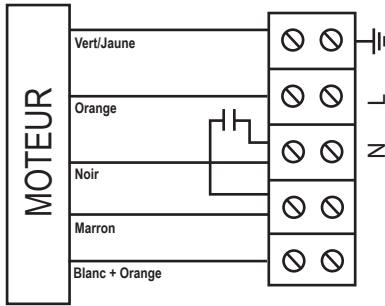 MOTEUR
Vert/Jaune
Orange
L
N
Noir
Marron
Blanc + Orange